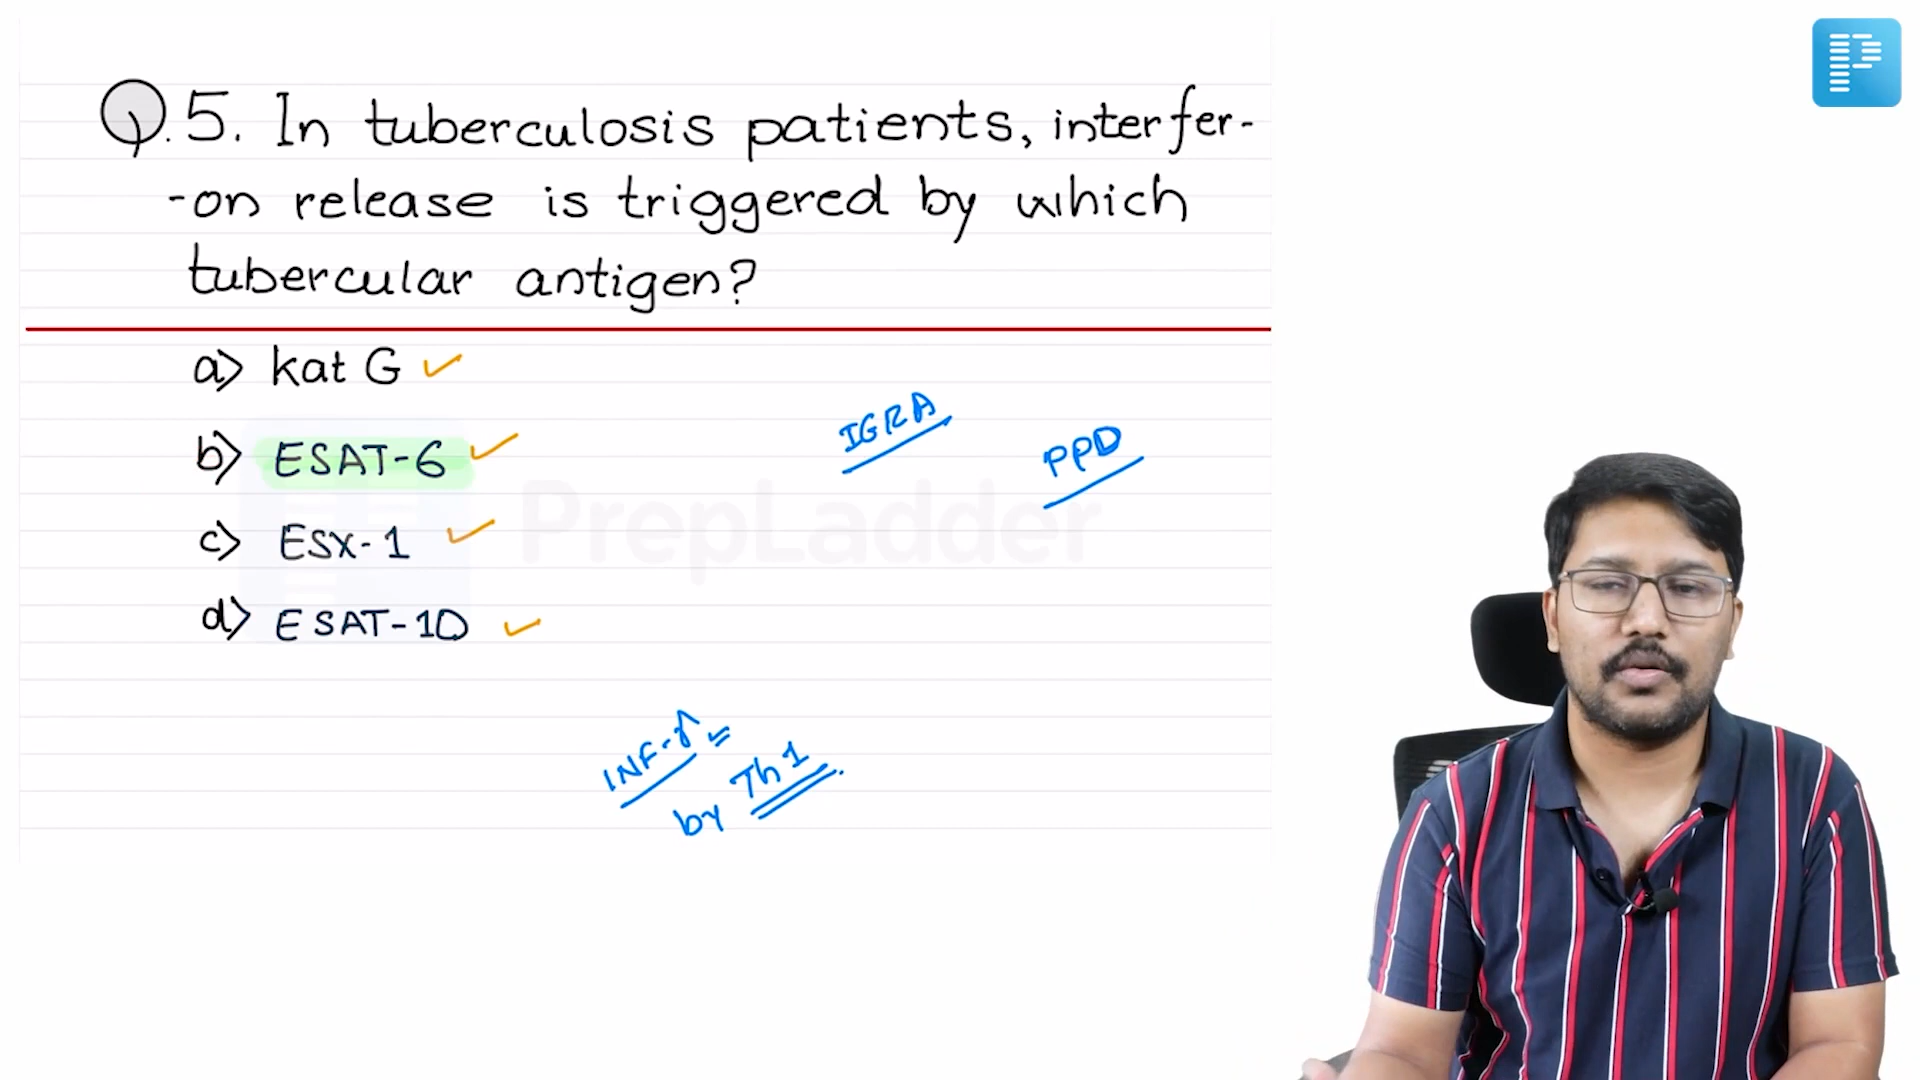 Q.5. In tuberculosis patients, interfer-
-on release is triggered by which
tubercular antigen?
a) kat G
b) ESAT-6
c) ESX-1
d) ESAT-10
IGRA
PPD
PrepLadder
INF-γ
by Th1